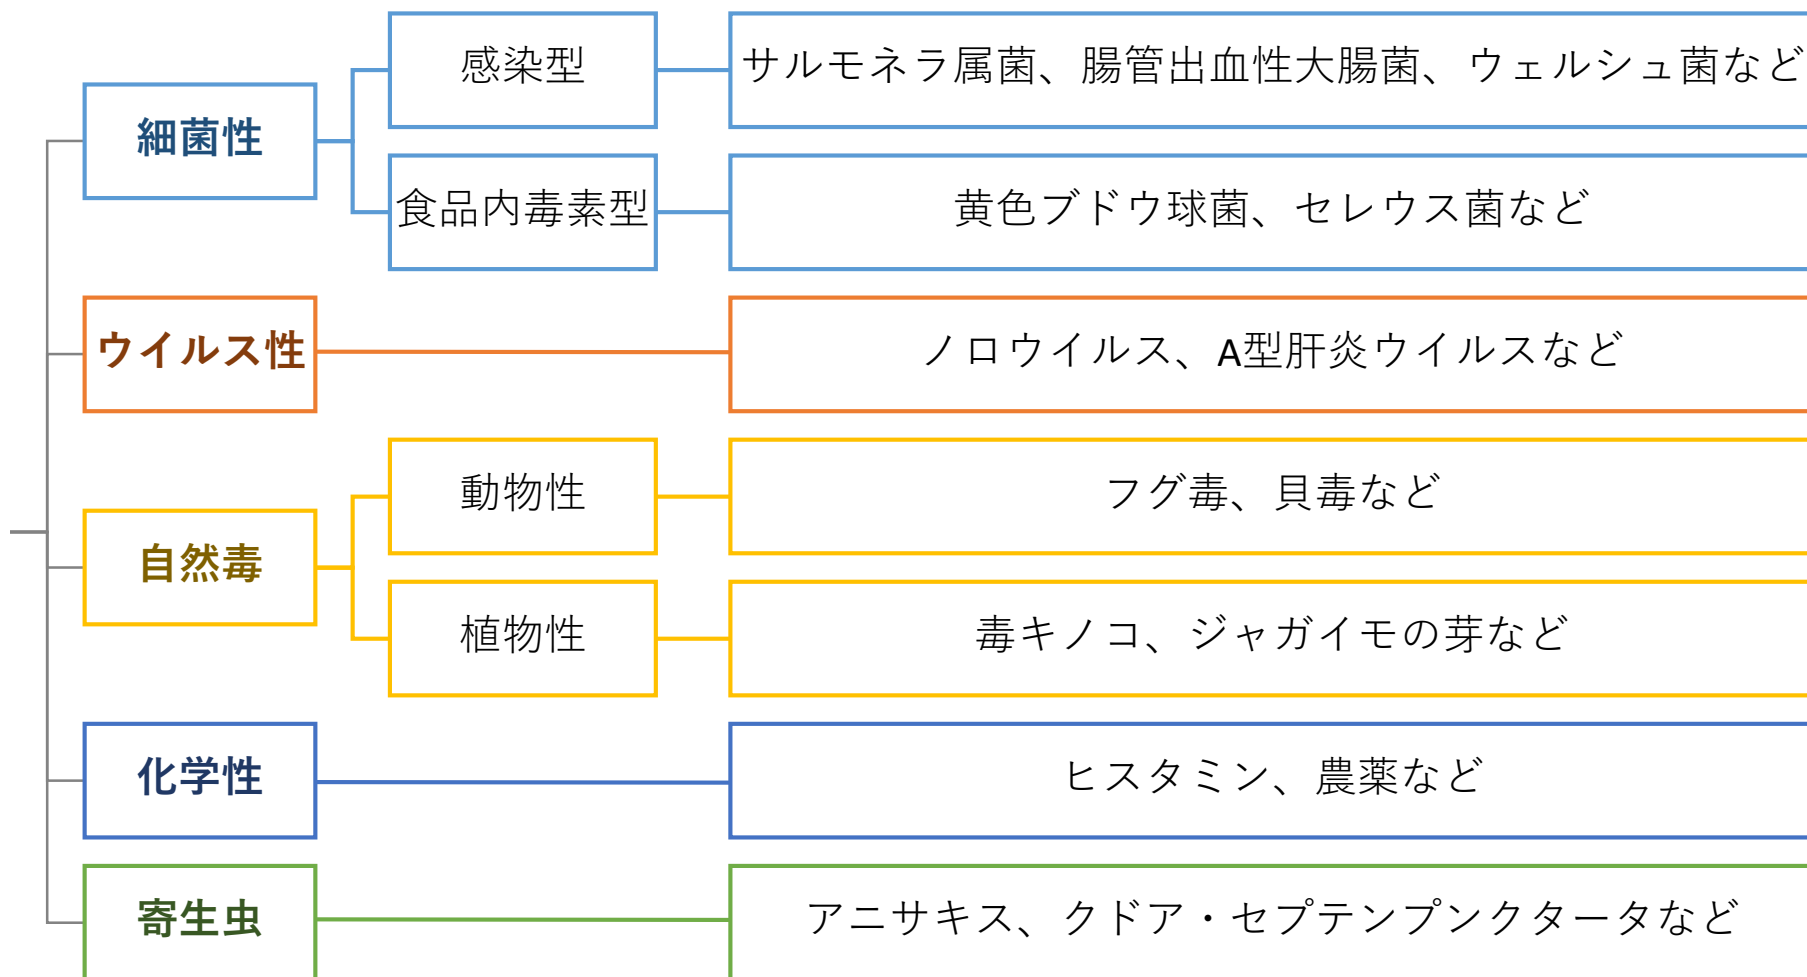 細菌性
感染型
サルモネラ属菌、腸管出血性大腸菌、ウェルシュ菌など
食品内毒素型
黄色ブドウ球菌、セレウス菌など
ウイルス性
ノロウイルス、A型肝炎ウイルスなど
自然毒
動物性
フグ毒、貝毒など
植物性
毒キノコ、ジャガイモの芽など
化学性
ヒスタミン、農薬など
寄生虫
アニサキス、クドア・セプテンプンクタータなど